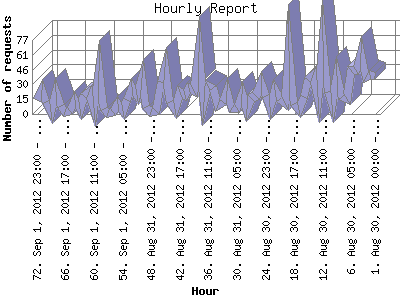 Hourly Report
Number of requests
77
61
46
30
15
0
72. Sep 1, 2012 23:00 - ...
66. Sep 1, 2012 17:00 - ...
60. Sep 1, 2012 11:00 - ...
54. Sep 1, 2012 05:00 - ...
48. Aug 31, 2012 23:00 - ...
42. Aug 31, 2012 17:00 - ...
36. Aug 31, 2012 11:00 - ...
30. Aug 31, 2012 05:00 - ...
24. Aug 30, 2012 23:00 - ...
18. Aug 30, 2012 17:00 - ...
12. Aug 30, 2012 11:00 - ...
6. Aug 30, 2012 05:00 - ...
1. Aug 30, 2012 00:00 - ...
Hour